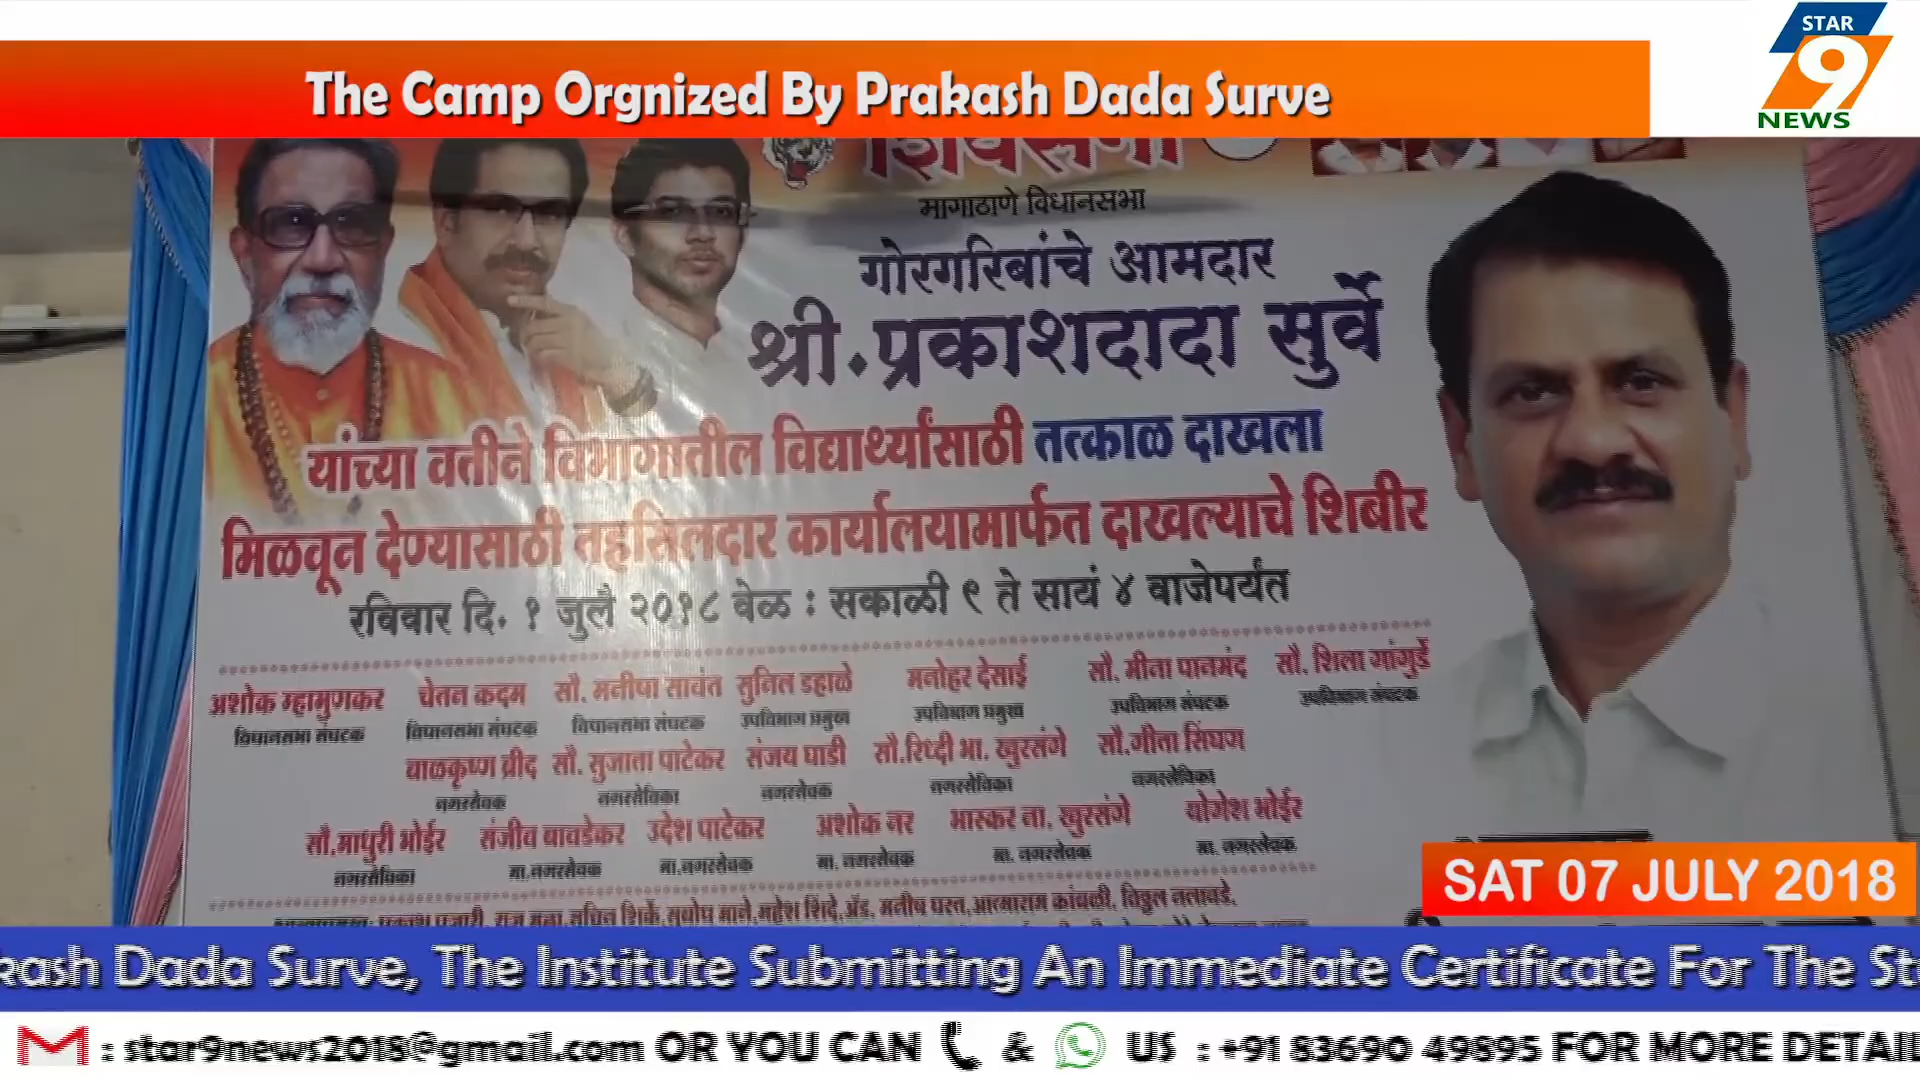 STAR
9
NEWS
The Camp Orgnized By Prakash Dada Surve
शिवसेना
मागाठाणे विधानसभा
गोरगरिबांचे आमदार
श्री. प्रकाशदादा सुर्वे
यांच्या वतीने विभागातील विद्यार्थ्यांसाठी तत्काळ दाखला
मिळवून देण्यासाठी तहसिलदार कार्यालयामार्फत दाखल्याचे शिबीर
रविवार दि. १ जुलै २०१८ वेळ : सकाळी ९ ते सायं ४ वाजेपर्यंत
अशोक म्हामुणकर चेतन कदम सौ. मनीषा सावंत सुनिल डहाळे मनोहर देसाई सौ. मीना पानमंद सौ. शिला गांगुर्डे
विधानसभा संघटक विधानसभा संघटक विधानसभा संघटक उपविभाग प्रमुख उपविभाग प्रमुख उपविभाग संघटक उपविभाग संघटक
बाळकृष्ण ब्रीद सौ. सुजाता पाटेकर संजय घाडी सौ.रिध्दी भा. खुरसंगे सौ.गीता सिंघण
नगरसेवक नगरसेविका नगरसेवक नगरसेविका नगरसेविका
सौ.माधुरी भोईर संजीव बावडेकर उदेश पाटेकर अशोक नर भास्कर ना. खुरसंगे योगेश भोईर
नगरसेविका मा.नगरसेवक मा.नगरसेवक मा. नगरसेवक मा. नगरसेवक मा. नगरसेवक
SAT 07 JULY 2018
kash Dada Surve, The Institute Submitting An Immediate Certificate For The St
: star9news2018@gmail.com OR YOU CAN & US : +91 83690 49895 FOR MORE DETAIL